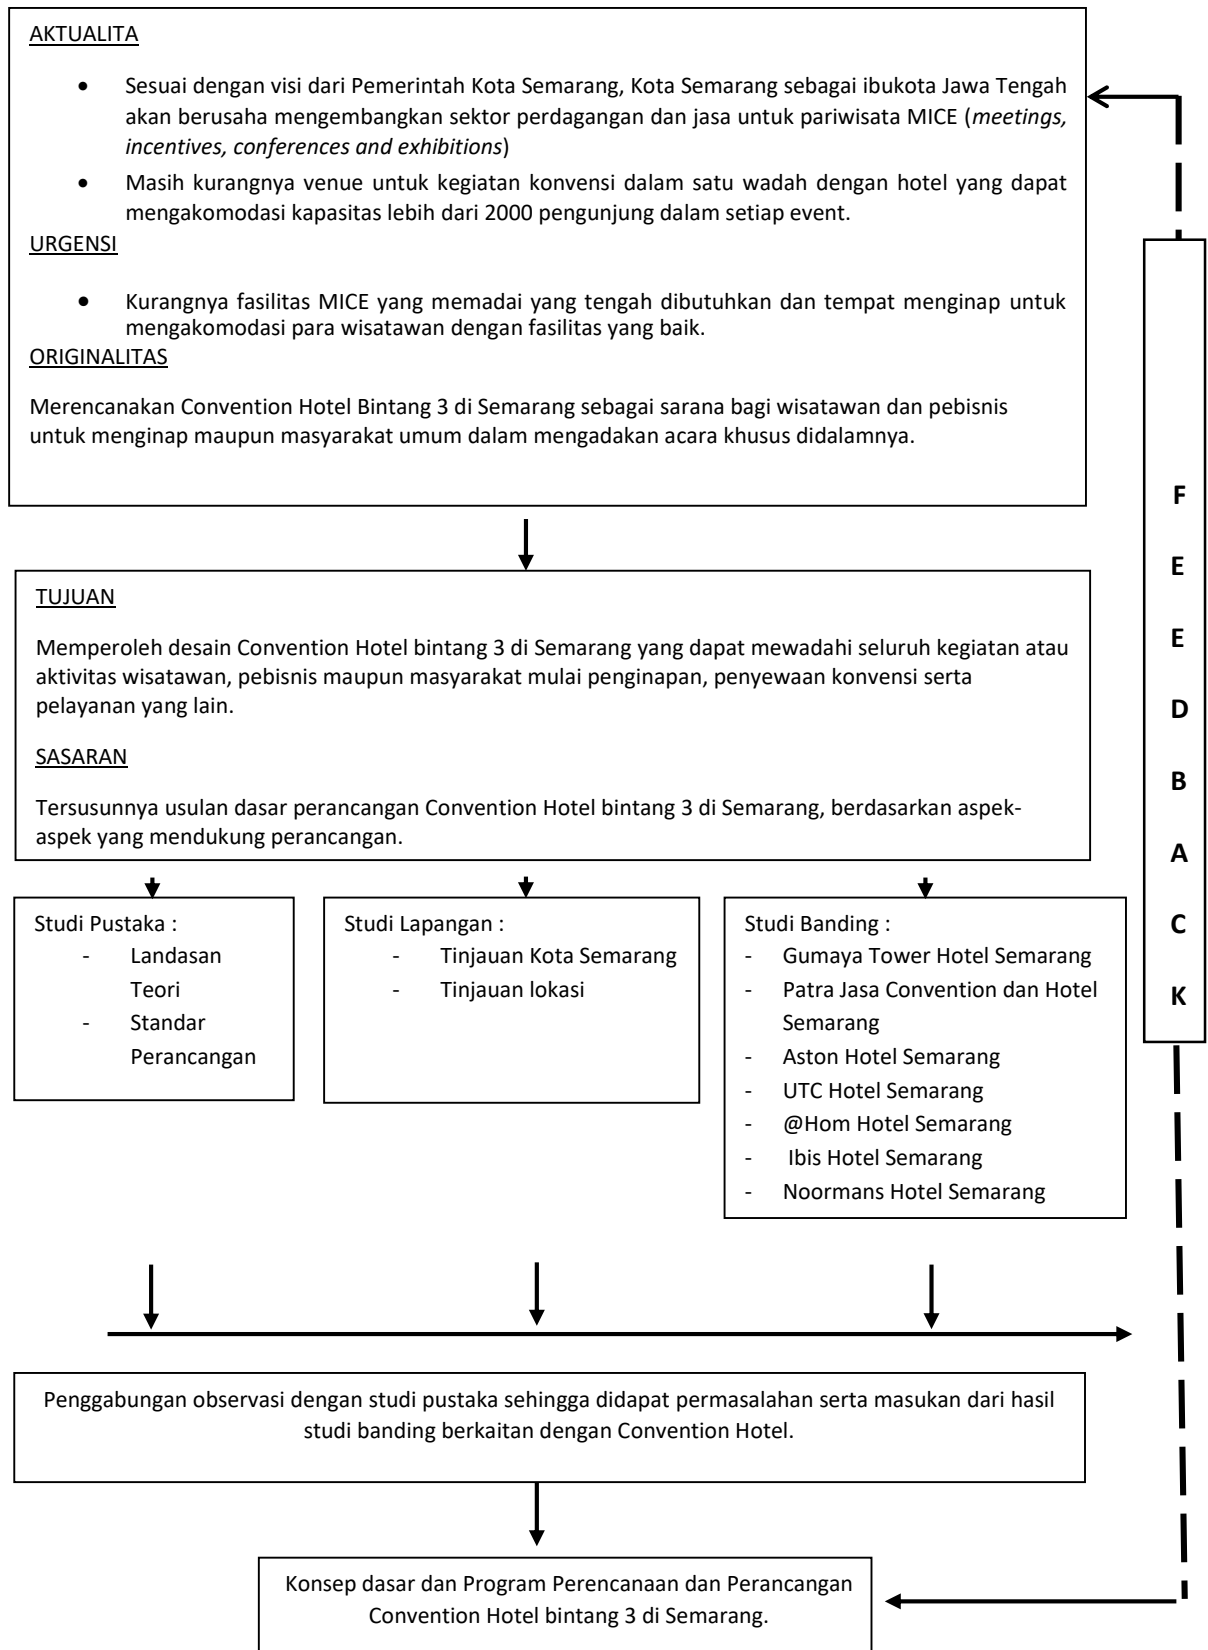 AKTUALITA
• Sesuai dengan visi dari Pemerintah Kota Semarang, Kota Semarang sebagai ibukota Jawa Tengah
akan berusaha mengembangkan sektor perdagangan dan jasa untuk pariwisata MICE (meetings,
incentives, conferences and exhibitions)
• Masih kurangnya venue untuk kegiatan konvensi dalam satu wadah dengan hotel yang dapat
mengakomodasi kapasitas lebih dari 2000 pengunjung dalam setiap event.
URGENSI
• Kurangnya fasilitas MICE yang memadai yang tengah dibutuhkan dan tempat menginap untuk
mengakomodasi para wisatawan dengan fasilitas yang baik.
ORIGINALITAS
Merencanakan Convention Hotel Bintang 3 di Semarang sebagai sarana bagi wisatawan dan pebisnis
untuk menginap maupun masyarakat umum dalam mengadakan acara khusus didalamnya.
TUJUAN
Memperoleh desain Convention Hotel bintang 3 di Semarang yang dapat mewadahi seluruh kegiatan atau
aktivitas wisatawan, pebisnis maupun masyarakat mulai penginapan, penyewaan konvensi serta
pelayanan yang lain.
SASARAN
Tersusunnya usulan dasar perancangan Convention Hotel bintang 3 di Semarang, berdasarkan aspek-
aspek yang mendukung perancangan.
Studi Pustaka :
- Landasan
Teori
- Standar
Perancangan
Studi Lapangan :
- Tinjauan Kota Semarang
- Tinjauan lokasi
Studi Banding :
- Gumaya Tower Hotel Semarang
- Patra Jasa Convention dan Hotel
Semarang
- Aston Hotel Semarang
- UTC Hotel Semarang
- @Hom Hotel Semarang
- Ibis Hotel Semarang
- Noormans Hotel Semarang
Penggabungan observasi dengan studi pustaka sehingga didapat permasalahan serta masukan dari hasil
studi banding berkaitan dengan Convention Hotel.
Konsep dasar dan Program Perencanaan dan Perancangan
Convention Hotel bintang 3 di Semarang.
F
E
E
D
B
A
C
K